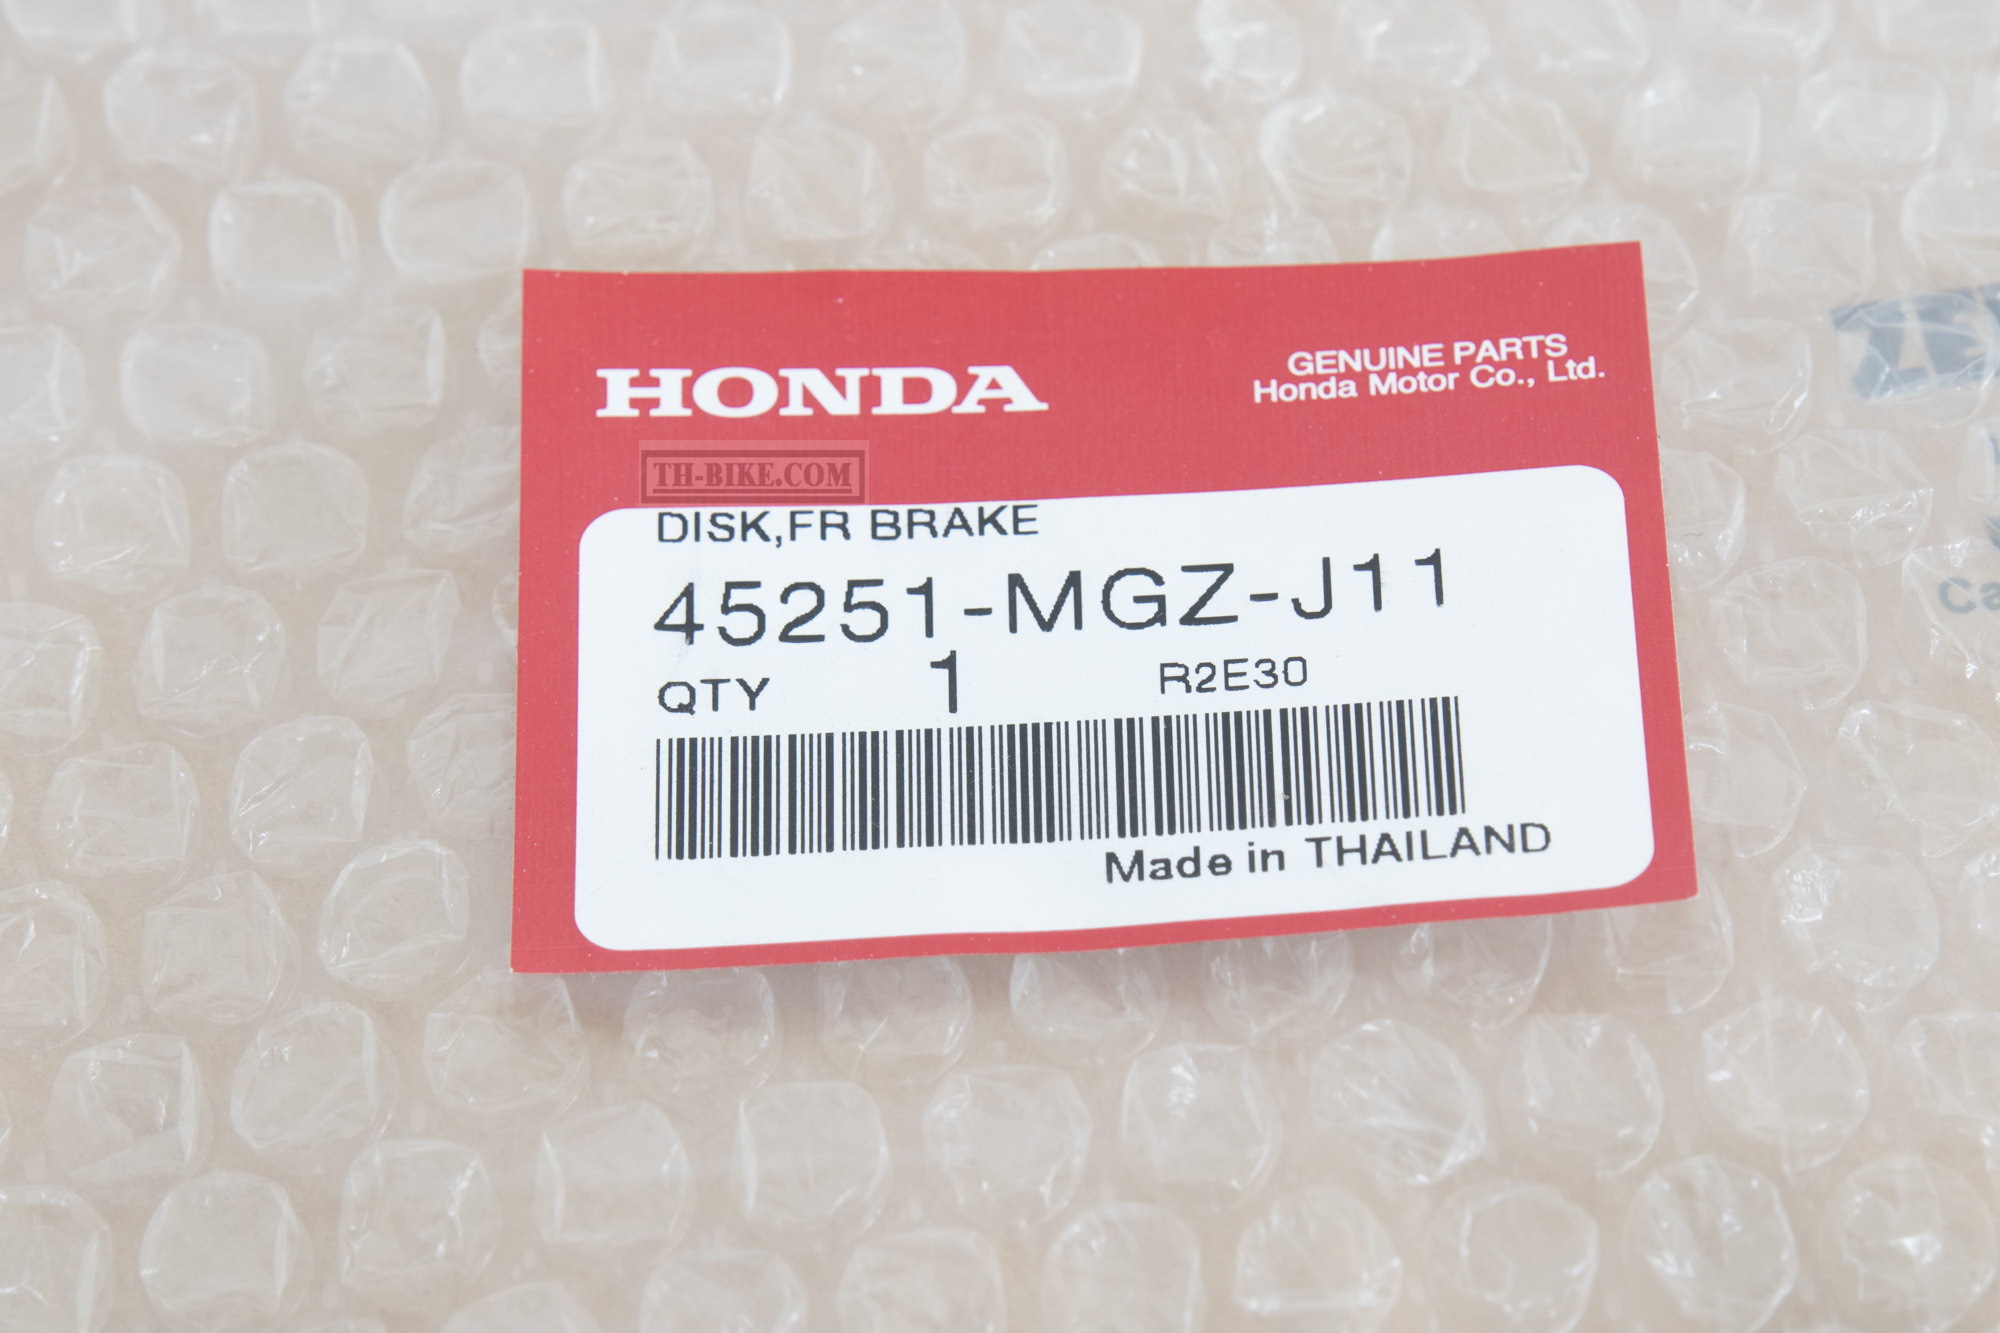 HONDA
GENUINE PARTS
Honda Motor Co., Ltd.
TH-BIKE.COM
DISK,FR BRAKE
45251-MGZ-J11
QTY 1 R2E30
Made in THAILAND
Ca